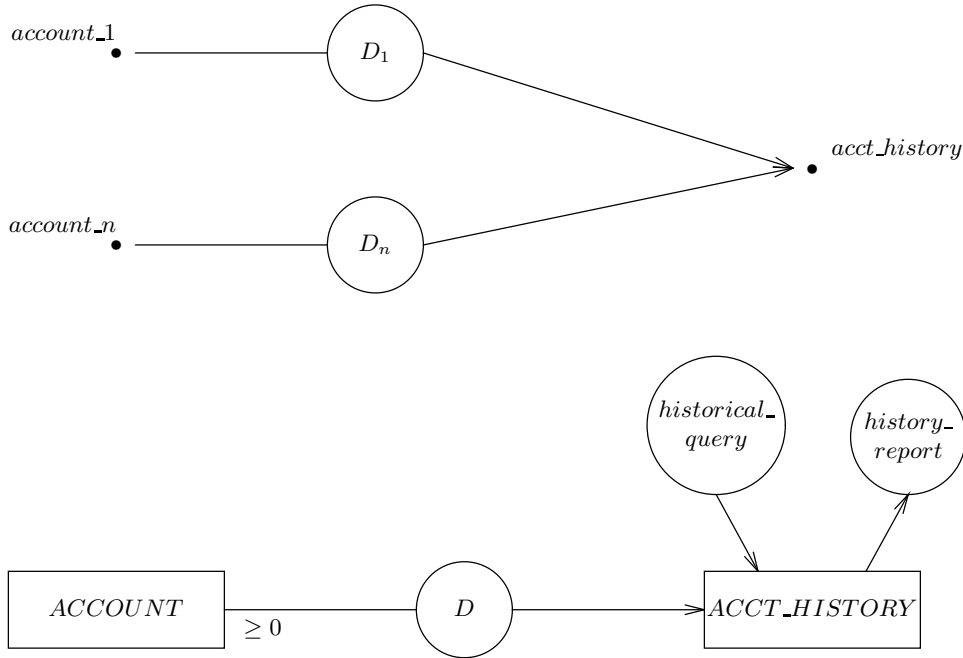 account_1
D₁
acct_history
account_n
Dₙ
historical_
query
history_
report
ACCOUNT
≥ 0
D
ACCT_HISTORY